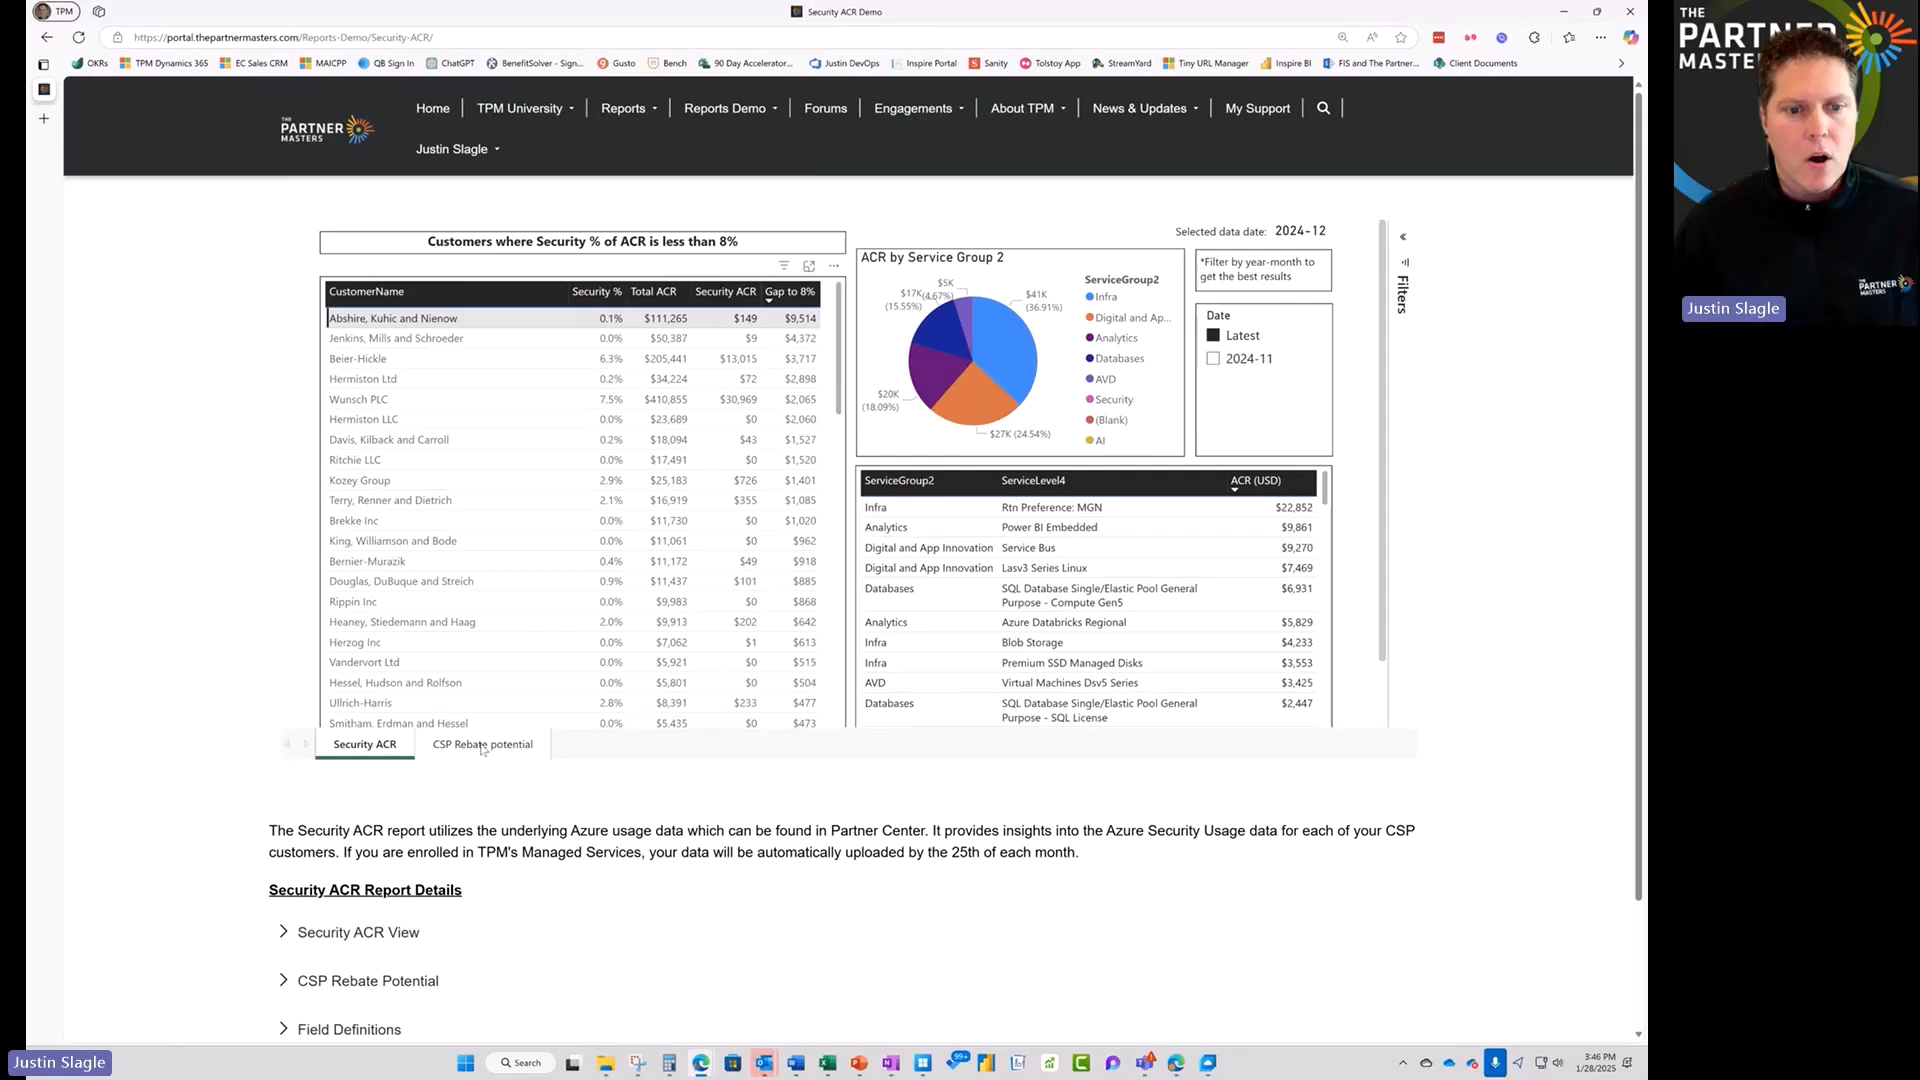 TPM
Security ACR Demo
https://portal.thepartnermasters.com/Reports-Demo/Security-ACR/
OKRs
TPM Dynamics 365
EC Sales CRM
MAICPP
QB Sign In
ChatGPT
BenefitSolver - Sign...
Gusto
Bench
90 Day Accelerator...
Justin DevOps
Inspire Portal
Sanity
Tolstoy App
StreamYard
Tiny URL Manager
Inspire BI
FIS and The Partner...
Client Documents
THE
PARTNER
MASTERS
Home
TPM University
Reports
Reports Demo
Forums
Engagements
About TPM
News & Updates
My Support
Justin Slagle
Customers where Security % of ACR is less than 8%
CustomerName Security % Total ACR Security ACR Gap to 8%
Abshire, Kuhic and Nienow 0.1% $111,265 $149 $9,514
Jenkins, Mills and Schroeder 0.0% $50,387 $9 $4,372
Beier-Hickle 6.3% $205,441 $13,015 $3,717
Hermiston Ltd 0.2% $34,224 $72 $2,898
Wunsch PLC 7.5% $410,855 $30,969 $2,065
Hermiston LLC 0.0% $23,689 $0 $2,060
Davis, Kilback and Carroll 0.2% $18,094 $43 $1,527
Ritchie LLC 0.0% $17,491 $0 $1,520
Kozey Group 2.9% $25,183 $726 $1,401
Terry, Renner and Dietrich 2.1% $16,919 $355 $1,085
Brekke Inc 0.0% $11,730 $0 $1,020
King, Williamson and Bode 0.0% $11,061 $0 $962
Bernier-Murazik 0.4% $11,172 $49 $918
Douglas, DuBuque and Streich 0.9% $11,437 $101 $885
Rippin Inc 0.0% $9,983 $0 $868
Heaney, Stiedemann and Haag 2.0% $9,913 $202 $642
Herzog Inc 0.0% $7,062 $1 $613
Vandervort Ltd 0.0% $5,921 $0 $515
Hessel, Hudson and Rolfson 0.0% $5,801 $0 $504
Ullrich-Harris 2.8% $8,391 $233 $477
Smitham, Erdman and Hessel 0.0% $5,435 $0 $473
Selected data date: 2024-12
ACR by Service Group 2
$5K
(4.67%)
$17K
(15.55%)
$41K
(36.91%)
$20K
(18.09%)
$27K (24.54%)
ServiceGroup2
Infra
Digital and Ap...
Analytics
Databases
AVD
Security
(Blank)
AI
*Filter by year-month to
get the best results
Date
Latest
2024-11
Filters
ServiceGroup2 ServiceLevel4 ACR (USD)
Infra Rtn Preference: MGN $22,852
Analytics Power BI Embedded $9,861
Digital and App Innovation Service Bus $9,270
Digital and App Innovation Lasv3 Series Linux $7,469
Databases SQL Database Single/Elastic Pool General $6,931
Purpose - Compute Gen5
Analytics Azure Databricks Regional $5,829
Infra Blob Storage $4,233
Infra Premium SSD Managed Disks $3,553
AVD Virtual Machines Dsv5 Series $3,425
Databases SQL Database Single/Elastic Pool General $2,447
Purpose - SQL License
Security ACR
CSP Rebate potential
The Security ACR report utilizes the underlying Azure usage data which can be found in Partner Center. It provides insights into the Azure Security Usage data for each of your CSP
customers. If you are enrolled in TPM's Managed Services, your data will be automatically uploaded by the 25th of each month.
Security ACR Report Details
Security ACR View
CSP Rebate Potential
Field Definitions
Search
99+
3:46 PM
1/28/2025
Justin Slagle
THE
PARTNER
Justin Slagle